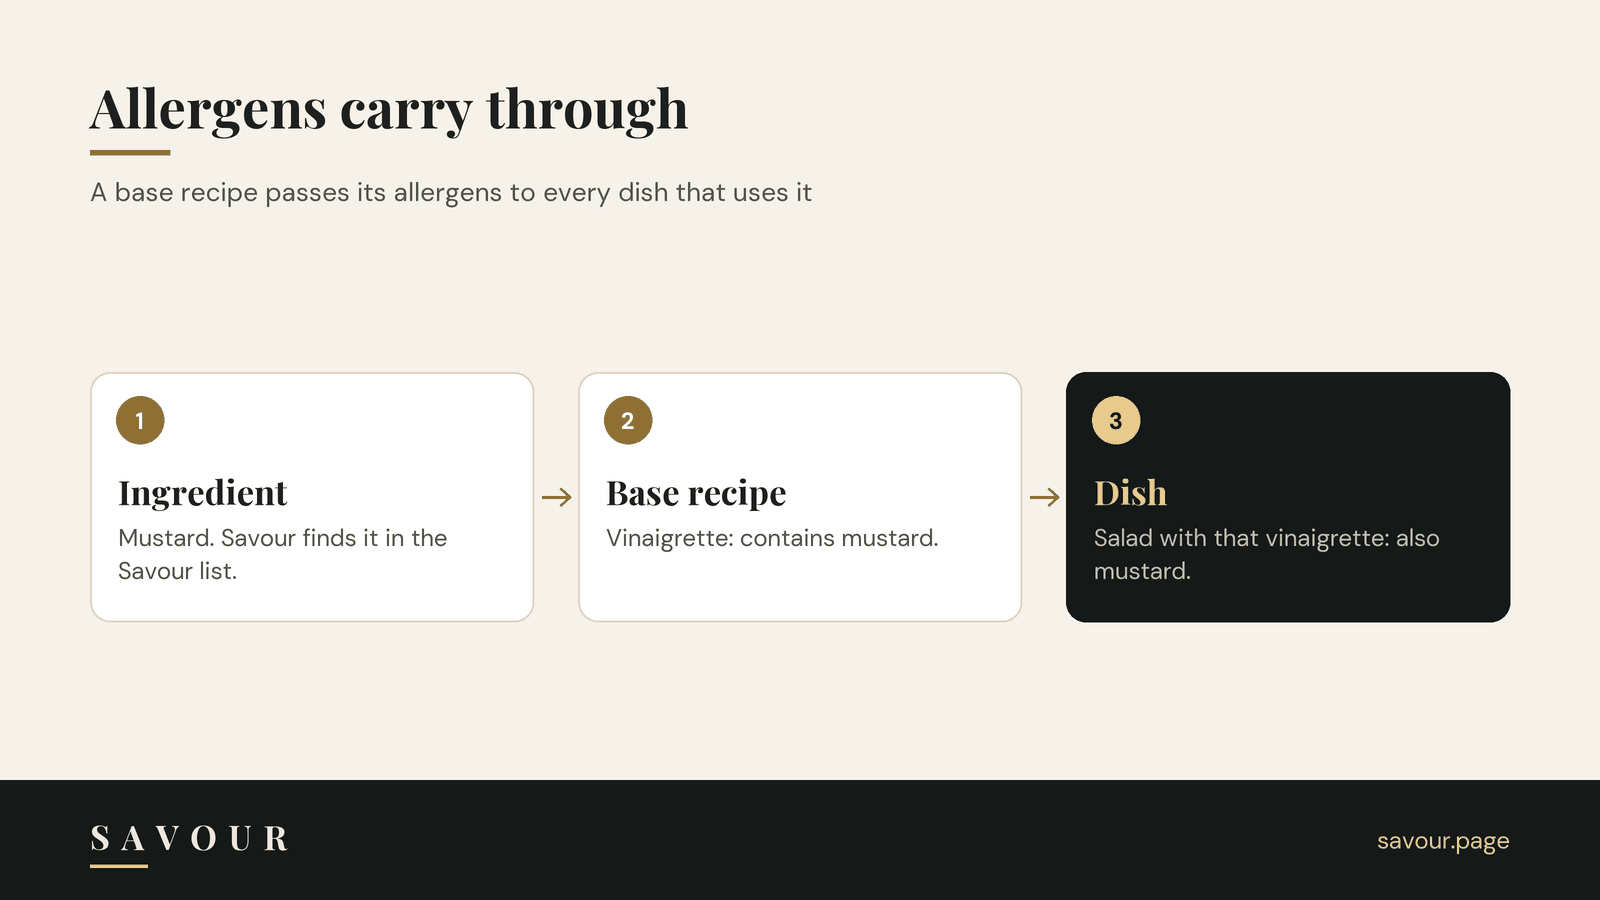 Allergens carry through
A base recipe passes its allergens to every dish that uses it
1
Ingredient
Mustard. Savour finds it in the
Savour list.
2
Base recipe
Vinaigrette: contains mustard.
3
Dish
Salad with that vinaigrette: also
mustard.
SAVOUR
savour.page